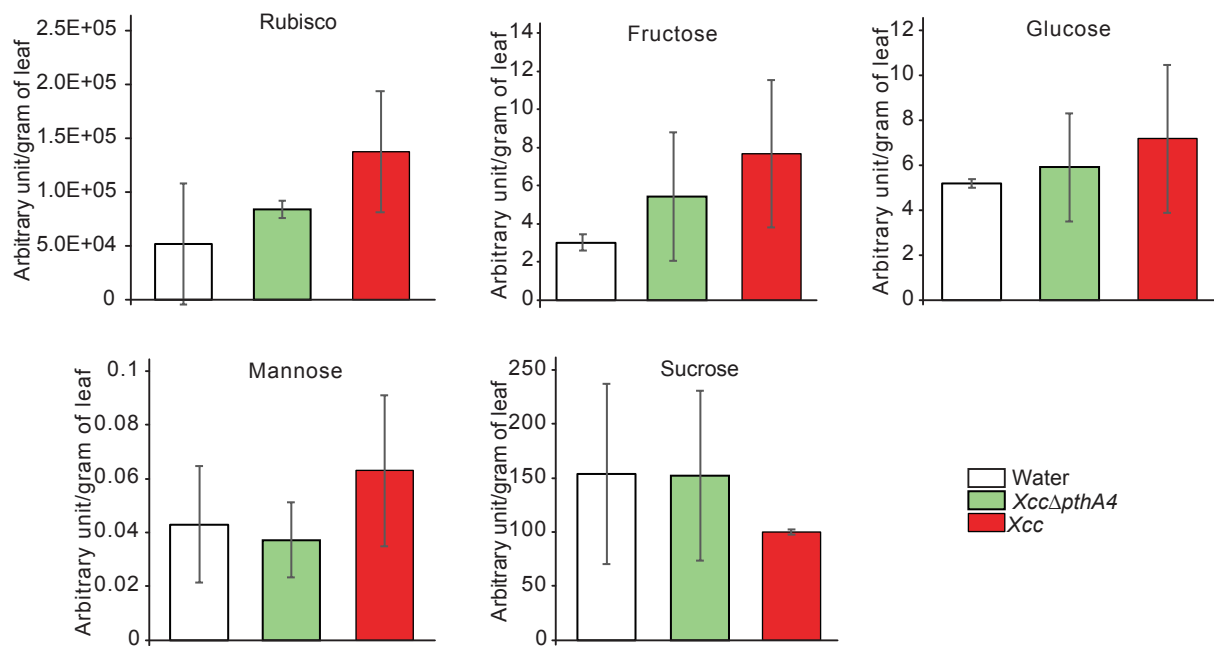 Rubisco
Arbitrary unit/gram of leaf
2.5E+05
2.0E+05
1.5E+05
1.0E+05
5.0E+04
0
Fructose
Arbitrary unit/gram of leaf
14
12
10
8
6
4
2
0
Glucose
Arbitrary unit/gram of leaf
12
10
8
6
4
2
0
Mannose
Arbitrary unit/gram of leaf
0.1
0.08
0.06
0.04
0.02
0
Sucrose
Arbitrary unit/gram of leaf
250
200
150
100
50
0
Water
XccΔpthA4
Xcc